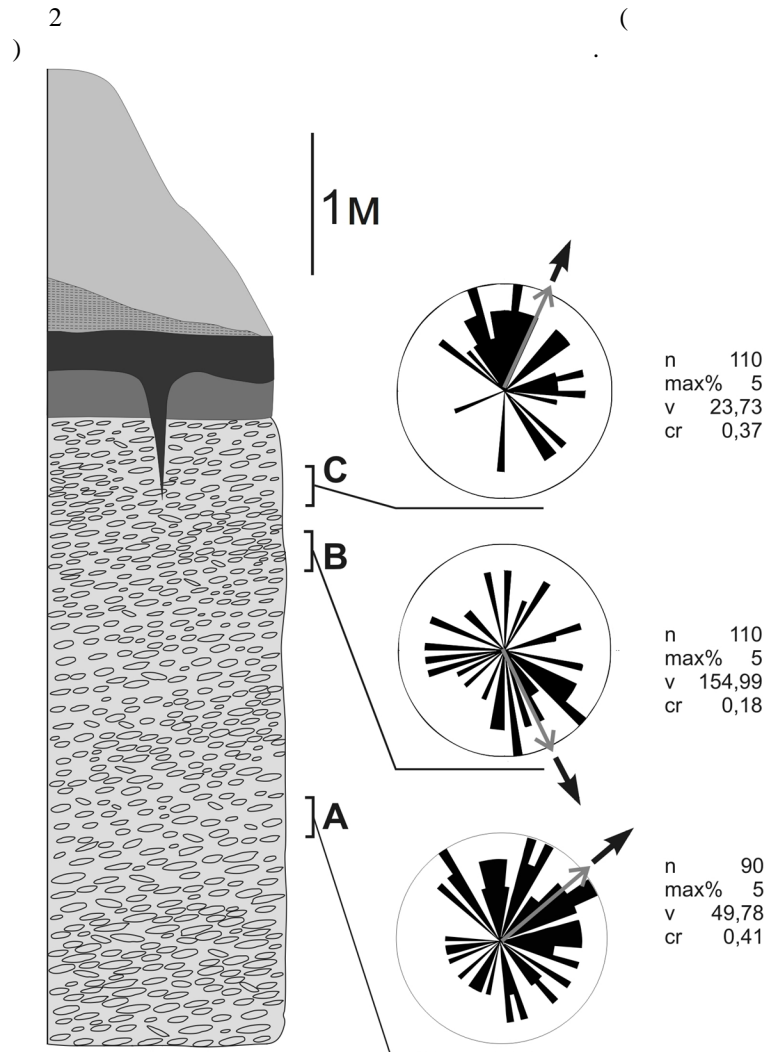 2 (
) .
1м
n 110
max% 5
v 23,73
cr 0,37
C
B
n 110
max% 5
v 154,99
cr 0,18
A
n 90
max% 5
v 49,78
cr 0,41